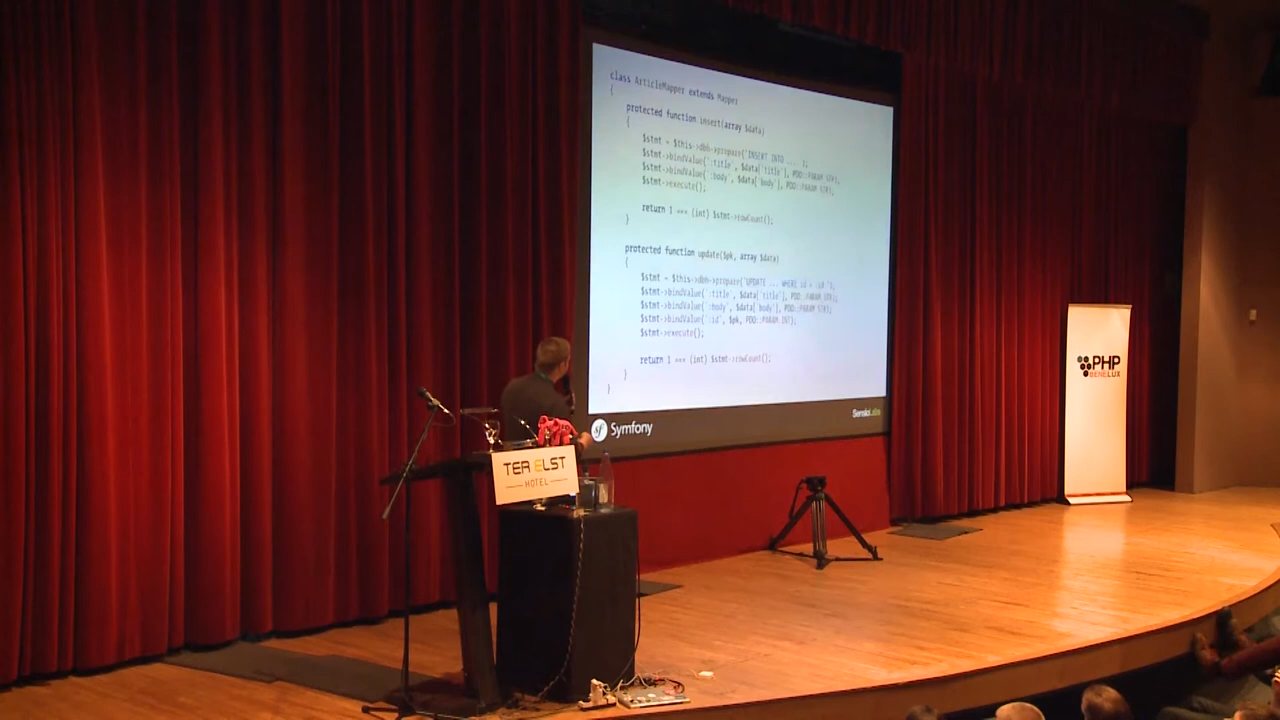 class ArticleMapper extends Mapper
{
protected function insert(array $data)
{
$stmt = $this->dbh->prepare('INSERT INTO ... ');
$stmt->bindValue(':title', $data['title'], PDO::PARAM_STR);
$stmt->bindValue(':body', $data['body'], PDO::PARAM_STR);
$stmt->execute();
return 1 === (int) $stmt->rowCount();
}
protected function update($pk, array $data)
{
$stmt = $this->dbh->prepare('UPDATE ... WHERE id = :id ');
$stmt->bindValue(':title', $data['title'], PDO::PARAM_STR);
$stmt->bindValue(':body', $data['body'], PDO::PARAM_STR);
$stmt->bindValue(':id', $pk, PDO::PARAM_INT);
$stmt->execute();
return 1 === (int) $stmt->rowCount();
}
}
sf Symfony
SensioLabs
TER ELST
HOTEL
PHP
BENELUX